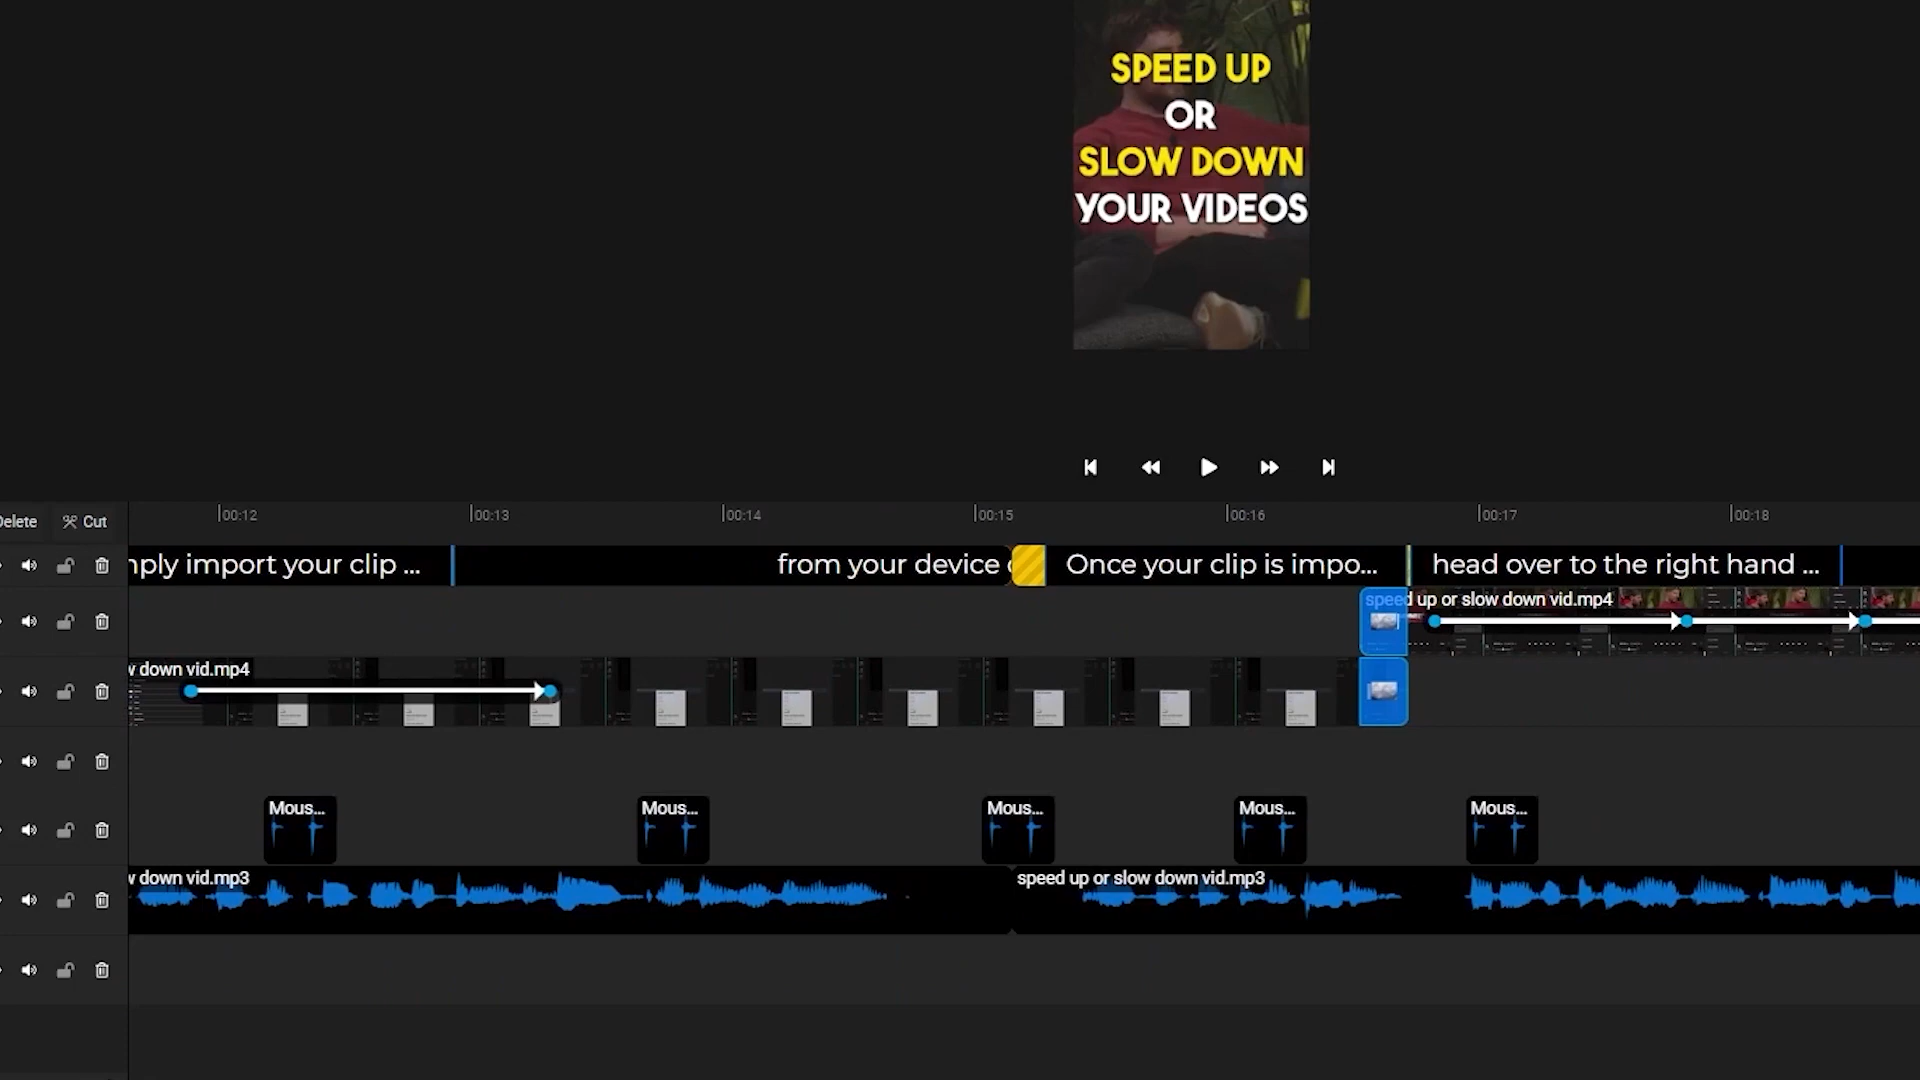 SPEED UP
OR
SLOW DOWN
YOUR VIDEOS
Delete
Cut
00:12
00:13
00:14
00:15
00:16
00:17
00:18
mply import your clip ...
from your device
Once your clip is impo...
head over to the right hand ...
speed up or slow down vid.mp4
w down vid.mp4
Mous...
Mous...
Mous...
Mous...
Mous...
w down vid.mp3
speed up or slow down vid.mp3